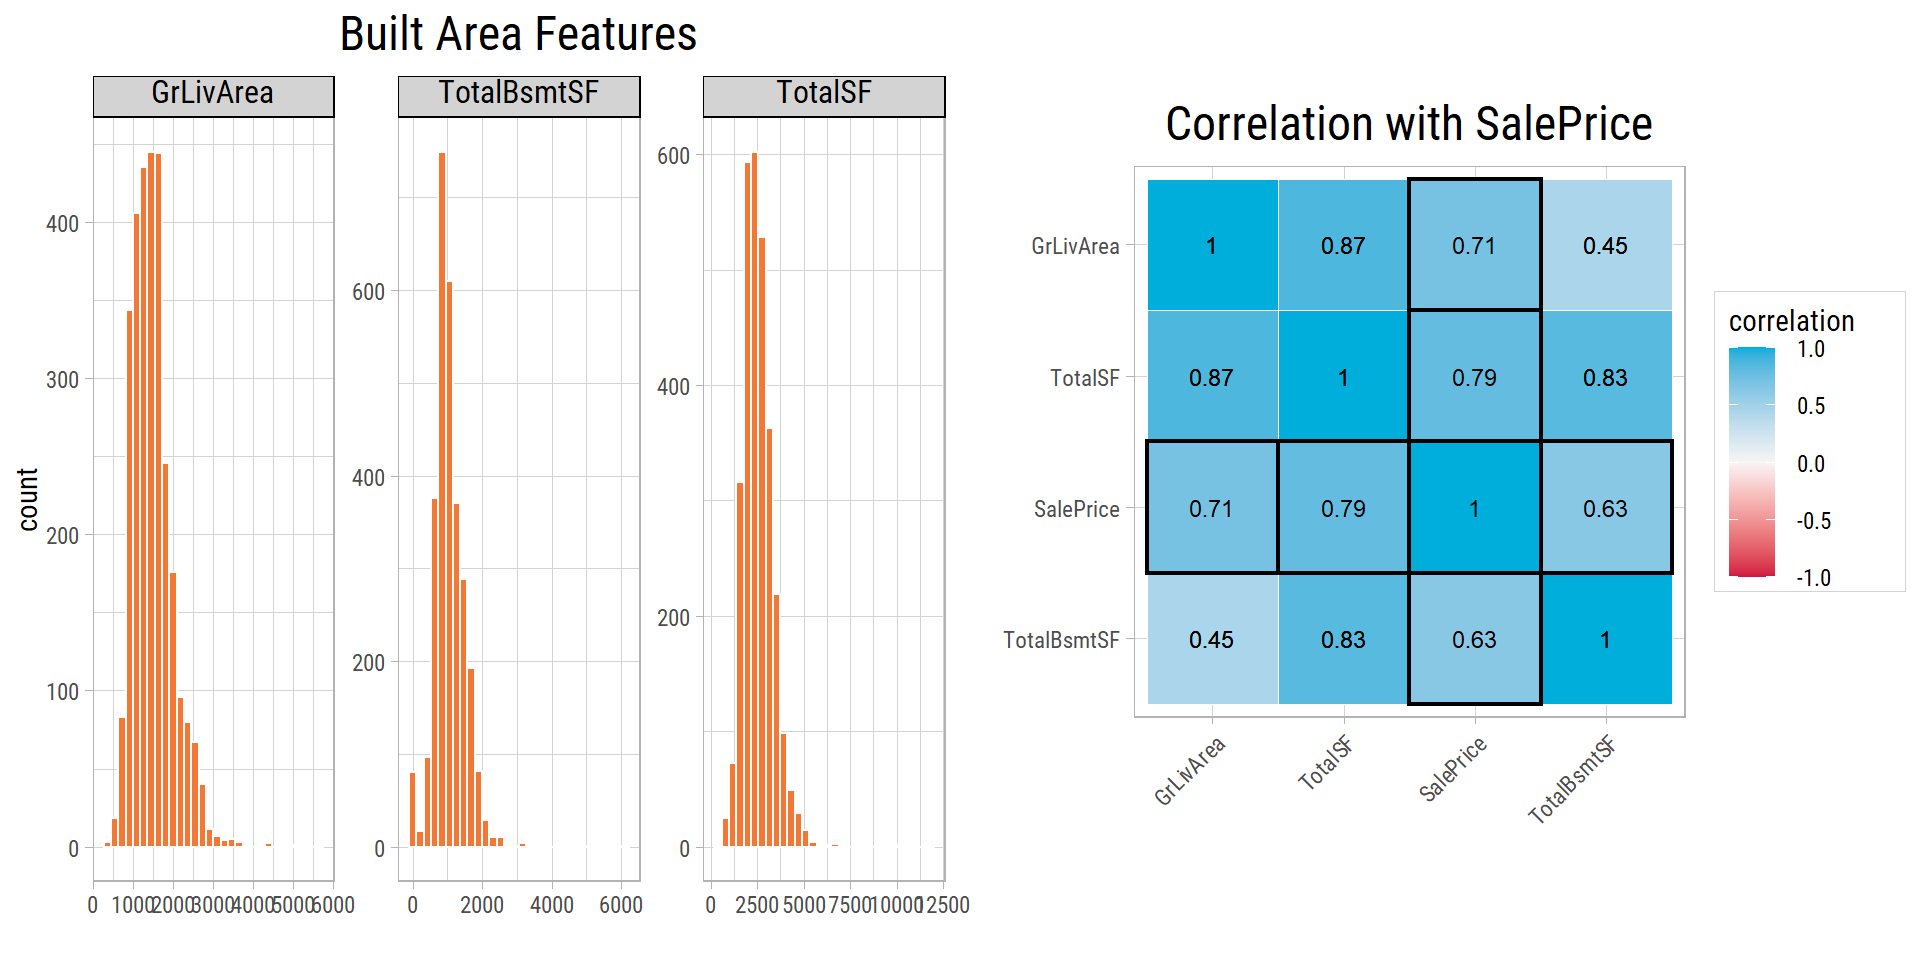 Built Area Features
GrLivArea
TotalBsmtSF
TotalSF
count
400
300
200
100
0
0 1000 2000 3000 4000 5000 6000
600
400
200
0
0 2000 4000 6000
600
400
200
0
0 2500 5000 7500 10000 12500
Correlation with SalePrice
GrLivArea 1 0.87 0.71 0.45
TotalSF 0.87 1 0.79 0.83
SalePrice 0.71 0.79 1 0.63
TotalBsmtSF 0.45 0.83 0.63 1
GrLivArea TotalSF SalePrice TotalBsmtSF
correlation
1.0
0.5
0.0
-0.5
-1.0